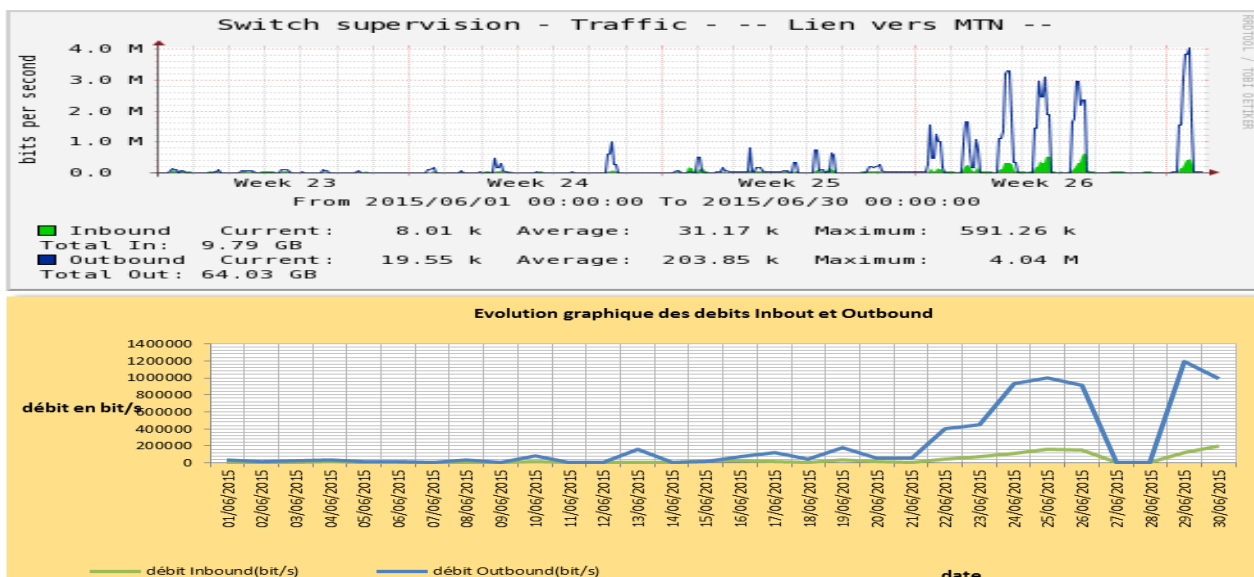 Switch supervision - Traffic - -- Lien vers MTN --
RRDTOOL / TOBI OETIKER
bits per second
4.0 M
3.0 M
2.0 M
1.0 M
0.0
Week 23 Week 24 Week 25 Week 26
From 2015/06/01 00:00:00 To 2015/06/30 00:00:00
Inbound Current: 8.01 k Average: 31.17 k Maximum: 591.26 k
Total In: 9.79 GB
Outbound Current: 19.55 k Average: 203.85 k Maximum: 4.04 M
Total Out: 64.03 GB
Evolution graphique des debits Inbout et Outbound
débit en bit/s
1400000
1200000
1000000
800000
600000
400000
200000
0
01/06/2015 02/06/2015 03/06/2015 04/06/2015 05/06/2015 06/06/2015 07/06/2015 08/06/2015 09/06/2015 10/06/2015 11/06/2015 12/06/2015 13/06/2015 14/06/2015 15/06/2015 16/06/2015 17/06/2015 18/06/2015 19/06/2015 20/06/2015 21/06/2015 22/06/2015 23/06/2015 24/06/2015 25/06/2015 26/06/2015 27/06/2015 28/06/2015 29/06/2015 30/06/2015
débit Inbound(bit/s) débit Outbound(bit/s)
date